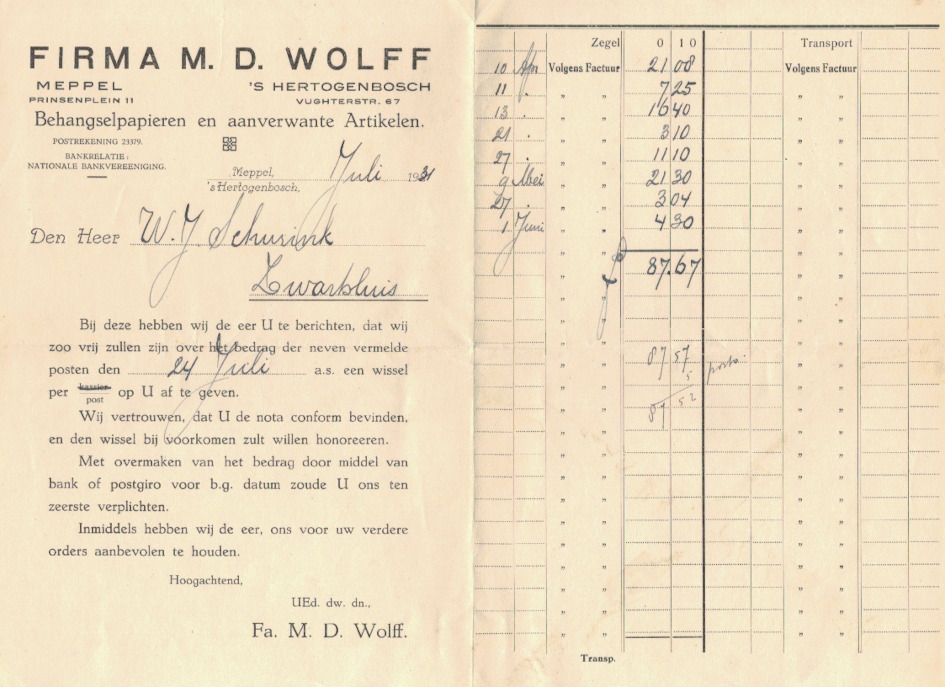 FIRMA M. D. WOLFF
MEPPEL 'S HERTOGENBOSCH
PRINSENPLEIN 11 VUGHTERSTR. 67
Behangselpapieren en aanverwante Artikelen.
POSTREKENING 23379.
BANKRELATIE:
NATIONALE BANKVEREENIGING.
Meppel,
's Hertogenbosch, Juli 1931
Den Heer W. J. Schurink
Zwartsluis
Bij deze hebben wij de eer U te berichten, dat wij
zoo vrij zullen zijn over het bedrag der neven vermelde
posten den 24 Juli a.s. een wissel
per kassier
post op U af te geven.
Wij vertrouwen, dat U de nota conform bevinden,
en den wissel bij voorkomen zult willen honoreeren.
Met overmaken van het bedrag door middel van
bank of postgiro voor b.g. datum zoude U ons ten
zeerste verplichten.
Inmiddels hebben wij de eer, ons voor uw verdere
orders aanbevolen te houden.
Hoogachtend,
UEd. dw. dn.,
Fa. M. D. Wolff.
Zegel 0 10 Transport
10 Apr Volgens Factuur 21 08 Volgens Factuur
11 . „ „ 7 25 „ „
13 . „ „ 16 40 „ „
21 . „ „ 3 10 „ „
27 . „ „ 11 10 „ „
9 Mei „ „ 21 30 „ „
27 . „ „ 3 04 „ „
1 Juni „ „ 4 30 „ „
„ „ 87.67 „ „
„ „ „ „
„ „ „ „
„ „ „ „
„ „ 87 57 „ „
„ „ 5 porto: „ „
„ „ 87 52 „ „
„ „ „ „
„ „ „ „
„ „ „ „
„ „ „ „
„ „ „ „
„ „ „ „
„ „ „ „
„ „ „ „
„ „ „ „
„ „ „ „
Transp.